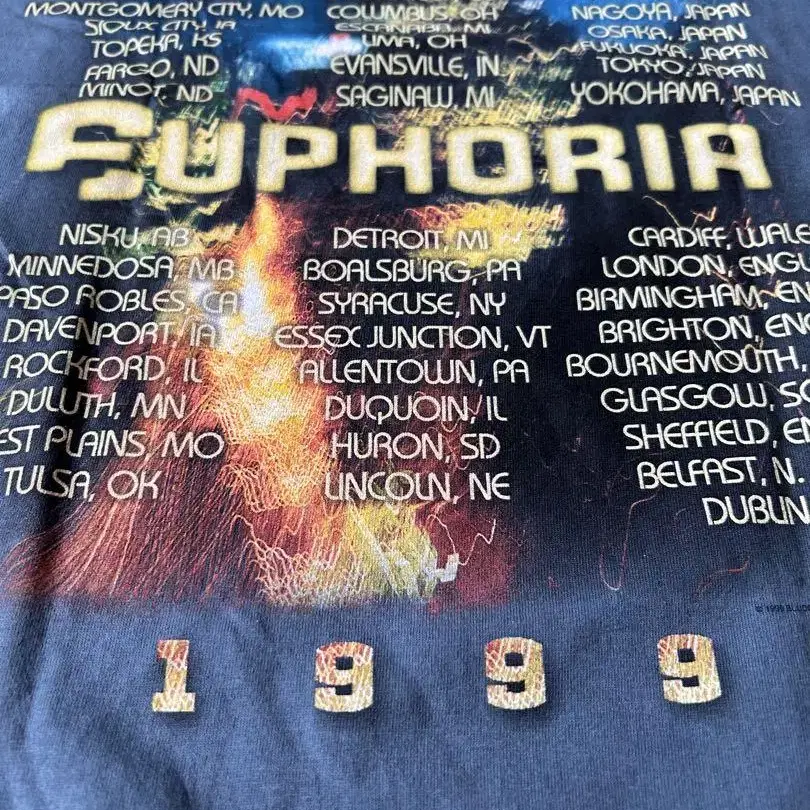 MONTGOMERY CITY, MO
SIOUX CITY, IA
TOPEKA, KS
FARGO, ND
MINOT, ND
COLUMBUS, OH
ESCANABA, MI
LIMA, OH
EVANSVILLE, IN
SAGINAW, MI
NAGOYA, JAPAN
OSAKA, JAPAN
FUKUOKA, JAPAN
TOKYO, JAPAN
YOKOHAMA, JAPAN
EUPHORIA
NISKU, AB
MINNEDOSA, MB
PASO ROBLES, CA
DAVENPORT, IA
ROCKFORD, IL
DULUTH, MN
EST PLAINS, MO
TULSA, OK
DETROIT, MI
BOALSBURG, PA
SYRACUSE, NY
ESSEX JUNCTION, VT
ALLENTOWN, PA
DUQUOIN, IL
HURON, SD
LINCOLN, NE
CARDIFF, WALE
LONDON, ENGL
BIRMINGHAM, EN
BRIGHTON, ENG
BOURNEMOUTH,
GLASGOW, SC
SHEFFIELD, EN
BELFAST, N.
DUBLIN
© 1999
1999